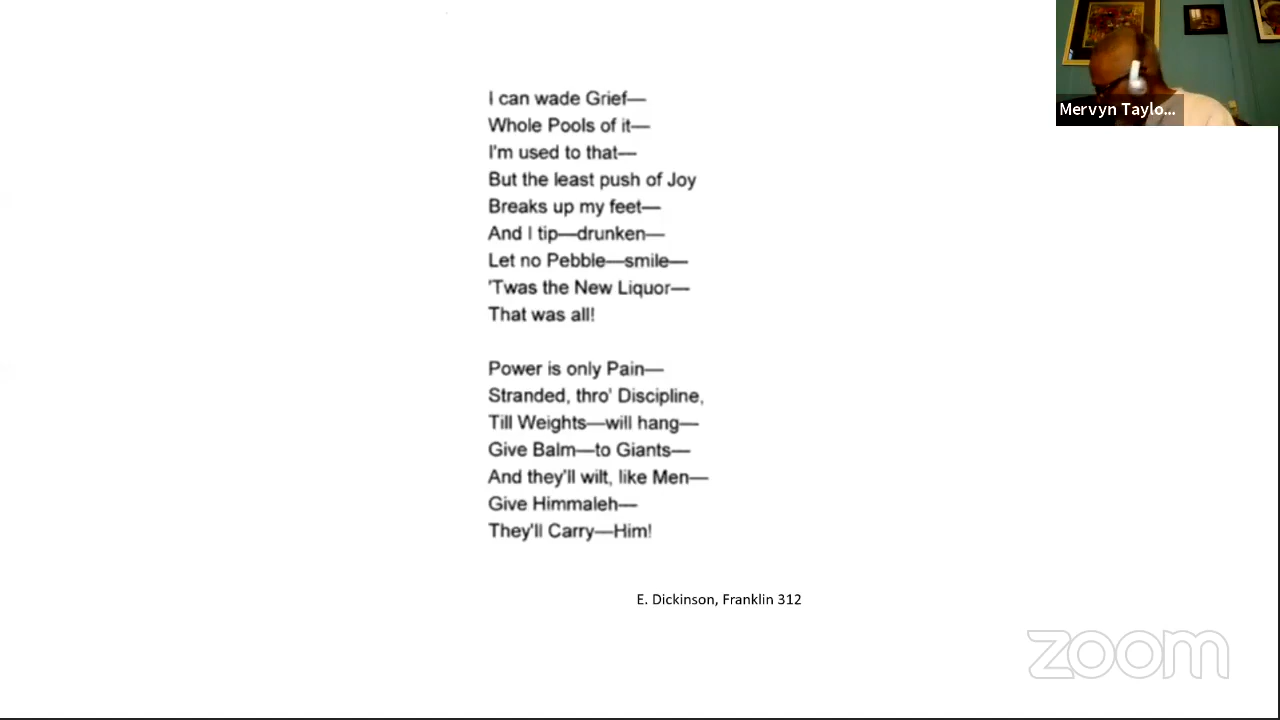 I can wade Grief—
Whole Pools of it—
I'm used to that—
But the least push of Joy
Breaks up my feet—
And I tip—drunken—
Let no Pebble—smile—
'Twas the New Liquor—
That was all!
Power is only Pain—
Stranded, thro' Discipline,
Till Weights—will hang—
Give Balm—to Giants—
And they'll wilt, like Men—
Give Himmaleh—
They'll Carry—Him!
E. Dickinson, Franklin 312
Mervyn Taylo...
zoom